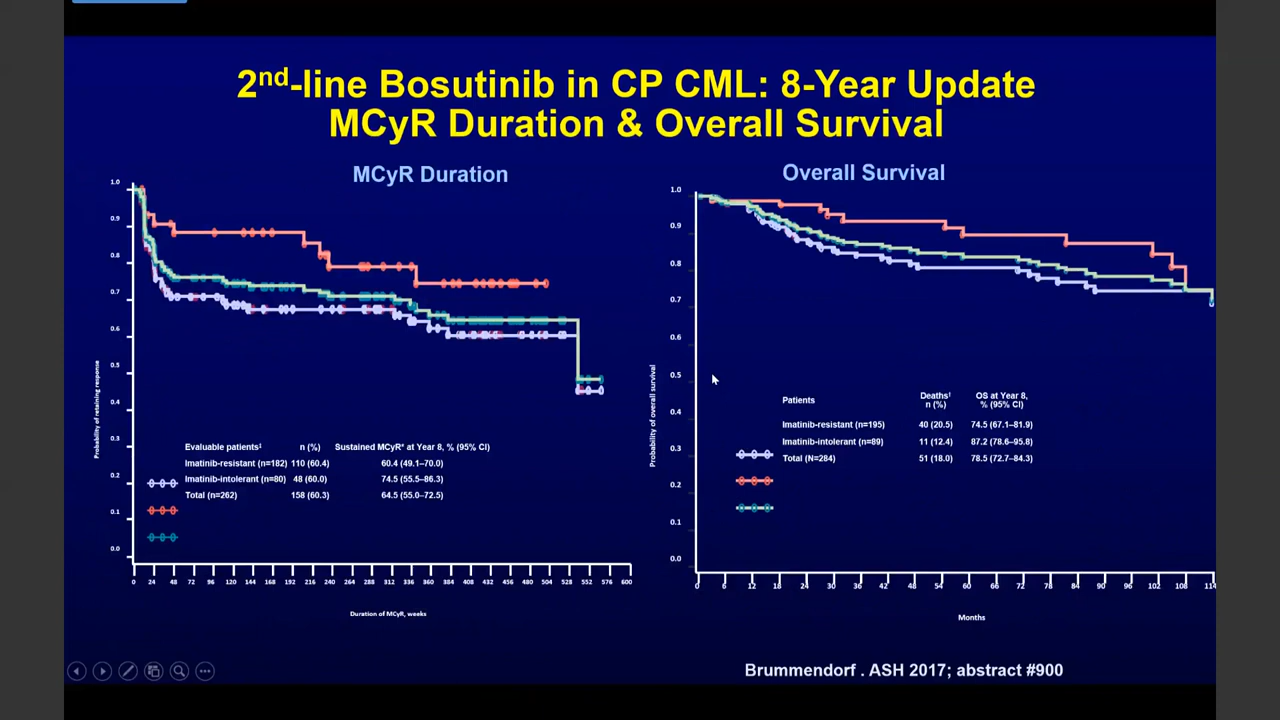 2nd-line Bosutinib in CP CML: 8-Year Update
MCyR Duration & Overall Survival
MCyR Duration
Probability of retaining response
1.0
0.9
0.8
0.7
0.6
0.5
0.4
0.3
0.2
0.1
0.0
Evaluable patients‡ n (%) Sustained MCyR* at Year 8, % (95% CI)
Imatinib-resistant (n=182) 110 (60.4) 60.4 (49.1–70.0)
Imatinib-intolerant (n=80) 48 (60.0) 74.5 (55.5–86.3)
Total (n=262) 158 (60.3) 64.5 (55.0–72.5)
0 24 48 72 96 120 144 168 192 216 240 264 288 312 336 360 384 408 432 456 480 504 528 552 576 600
Duration of MCyR, weeks
Overall Survival
Probability of overall survival
1.0
0.9
0.8
0.7
0.6
0.5
0.4
0.3
0.2
0.1
0.0
Patients Deaths† n (%) OS at Year 8, % (95% CI)
Imatinib-resistant (n=195) 40 (20.5) 74.5 (67.1–81.9)
Imatinib-intolerant (n=89) 11 (12.4) 87.2 (78.6–95.8)
Total (N=284) 51 (18.0) 78.5 (72.7–84.3)
0 6 12 18 24 30 36 42 48 54 60 66 72 78 84 90 96 102 108 114
Months
Brummendorf . ASH 2017; abstract #900